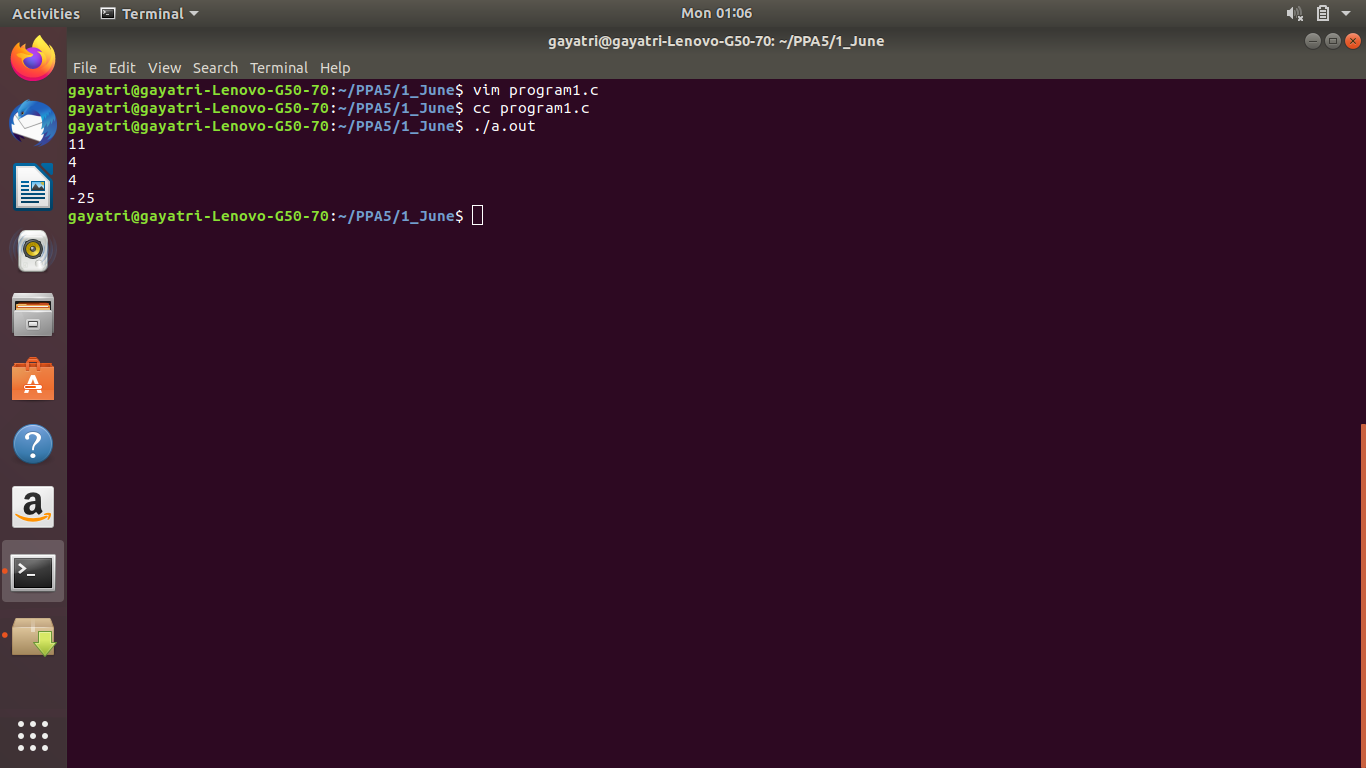 Activities Terminal Mon 01:06
gayatri@gayatri-Lenovo-G50-70: ~/PPA5/1_June
File Edit View Search Terminal Help
gayatri@gayatri-Lenovo-G50-70:~/PPA5/1_June$ vim program1.c
gayatri@gayatri-Lenovo-G50-70:~/PPA5/1_June$ cc program1.c
gayatri@gayatri-Lenovo-G50-70:~/PPA5/1_June$ ./a.out
11
4
4
-25
gayatri@gayatri-Lenovo-G50-70:~/PPA5/1_June$